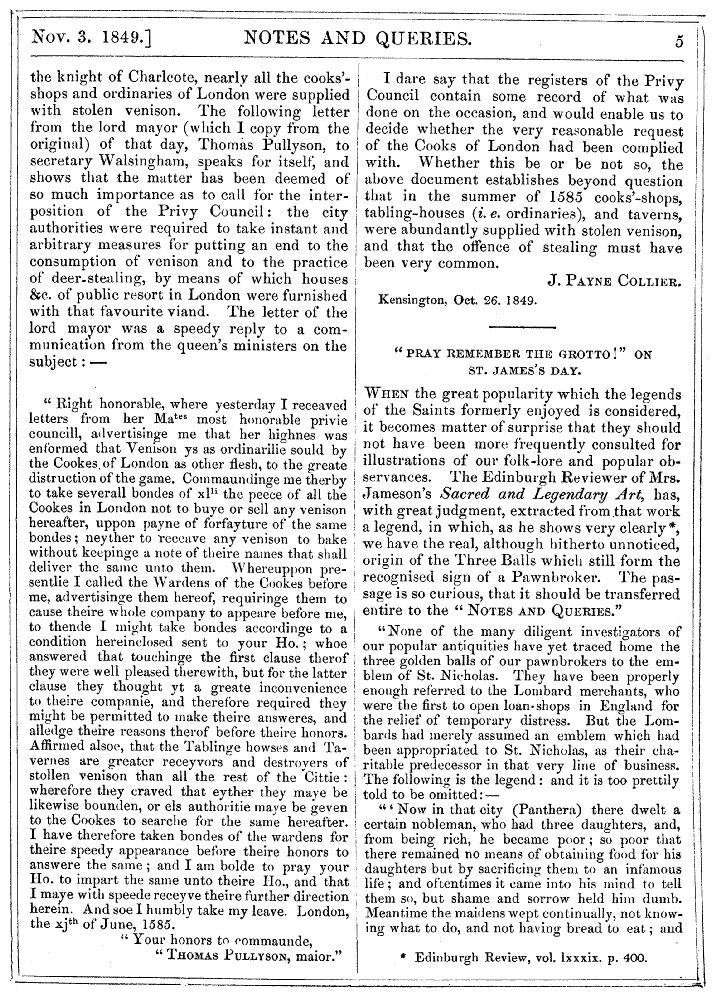 Nov. 3. 1849.] NOTES AND QUERIES. 5
the knight of Charlcote, nearly all the cooks'-
shops and ordinaries of London were supplied
with stolen venison. The following letter
from the lord mayor (which I copy from the
original) of that day, Thomas Pullyson, to
secretary Walsingham, speaks for itself, and
shows that the matter has been deemed of
so much importance as to call for the inter-
position of the Privy Council: the city
authorities were required to take instant and
arbitrary measures for putting an end to the
consumption of venison and to the practice
of deer-stealing, by means of which houses
&c. of public resort in London were furnished
with that favourite viand. The letter of the
lord mayor was a speedy reply to a com-
munication from the queen's ministers on the
subject: —
“ Right honorable, where yesterday I receaved
letters from her Ma^tes most honorable privie
councill, advertisinge me that her highnes was
enformed that Venison ys as ordinarilie sould by
the Cookes of London as other flesh, to the greate
distruction of the game. Commaundinge me therby
to take severall bondes of xl^li the peece of all the
Cookes in London not to buye or sell any venison
hereafter, uppon payne of forfayture of the same
bondes; neyther to receave any venison to bake
without keepinge a note of theire names that shall
deliver the same unto them. Whereuppon pre-
sentlie I called the Wardens of the Cookes before
me, advertisinge them hereof, requiringe them to
cause theire whole company to appeare before me,
to thende I might take bondes accordinge to a
condition hereinclosed sent to your Ho.; whoe
answered that touchinge the first clause therof
they were well pleased therewith, but for the latter
clause they thought yt a greate inconvenience
to theire companie, and therefore required they
might be permitted to make theire answeres, and
alledge their reasons therof before theire honors.
Affirmed alsoe, that the Tablinge howses and Ta-
vernes are greater receyvors and destroyers of
stollen venison than all the rest of the Cittie:
wherefore they craved that eyther they maye be
likewise bounden, or els authoritie maye be geven
to the Cookes to searche for the same hereafter.
I have therefore taken bondes of the wardens for
theire speedy appearance before theire honors to
answere the same; and I am bolde to pray your
Ho. to impart the same unto theire Ho., and that
I maye with speede receyve theire further direction
herein. And soe I humbly take my leave. London,
the xj^th of June, 1585.
“ Your honors to commaunde,
“ Thomas Pullyson, maior.”
I dare say that the registers of the Privy
Council contain some record of what was
done on the occasion, and would enable us to
decide whether the very reasonable request
of the Cooks of London had been complied
with. Whether this be or be not so, the
above document establishes beyond question
that in the summer of 1585 cooks'-shops,
tabling-houses (i. e. ordinaries), and taverns,
were abundantly supplied with stolen venison,
and that the offence of stealing must have
been very common.
J. Payne Collier.
Kensington, Oct. 26. 1849.
“ PRAY REMEMBER THE GROTTO!” ON
ST. JAMES'S DAY.
When the great popularity which the legends
of the Saints formerly enjoyed is considered,
it becomes matter of surprise that they should
not have been more frequently consulted for
illustrations of our folk-lore and popular ob-
servances. The Edinburgh Reviewer of Mrs.
Jameson's Sacred and Legendary Art, has,
with great judgment, extracted from that work
a legend, in which, as he shows very clearly*,
we have the real, although hitherto unnoticed,
origin of the Three Balls which still form the
recognised sign of a Pawnbroker. The pas-
sage is so curious, that it should be transferred
entire to the “ Notes and Queries.”
“None of the many diligent investigators of
our popular antiquities have yet traced home the
three golden balls of our pawnbrokers to the em-
blem of St. Nicholas. They have been properly
enough referred to the Lombard merchants, who
were the first to open loan-shops in England for
the relief of temporary distress. But the Lom-
bards had merely assumed an emblem which had
been appropriated to St. Nicholas, as their cha-
ritable predecessor in that very line of business.
The following is the legend: and it is too prettily
told to be omitted: —
“‘ Now in that city (Panthera) there dwelt a
certain nobleman, who had three daughters, and,
from being rich, he became poor; so poor that
there remained no means of obtaining food for his
daughters but by sacrificing them to an infamous
life; and oftentimes it came into his mind to tell
them so, but shame and sorrow held him dumb.
Meantime the maidens wept continually, not know-
ing what to do, and not having bread to eat; and
* Edinburgh Review, vol. lxxxix. p. 400.